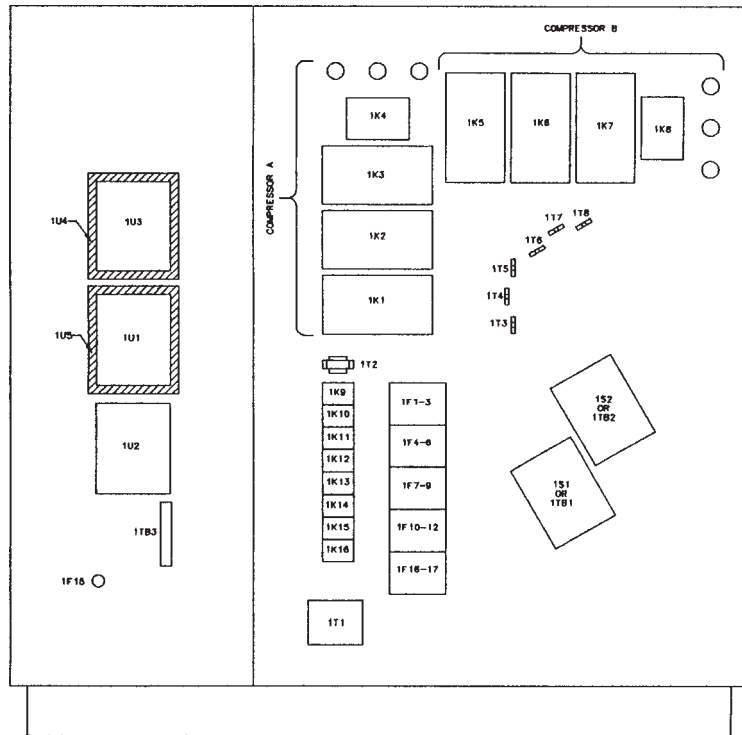 COMPRESSOR B
COMPRESSOR A
1K4
1K3
1K2
1K1
1K5
1K6
1K7
1K8
1U4
1U3
1U5
1U1
1U2
1TB3
1F15
1T7
1T8
1T6
1T5
1T4
1T3
1T2
1K9
1K10
1K11
1K12
1K13
1K14
1K15
1K16
1F1-3
1F4-6
1F7-9
1F10-12
1F16-17
1T1
1S2
OR
1TB2
1S1
OR
1TB1